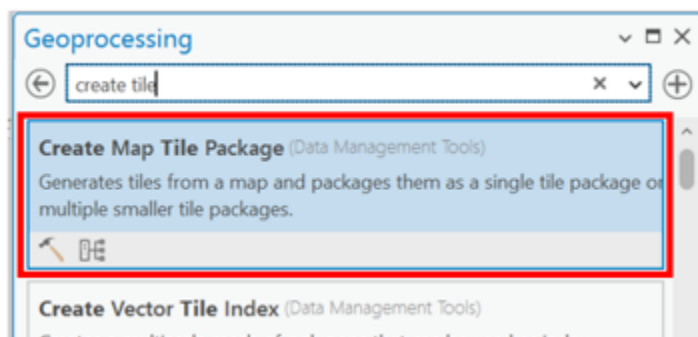 Geoprocessing
create tile
Create Map Tile Package (Data Management Tools)
Generates tiles from a map and packages them as a single tile package or
multiple smaller tile packages.
Create Vector Tile Index (Data Management Tools)